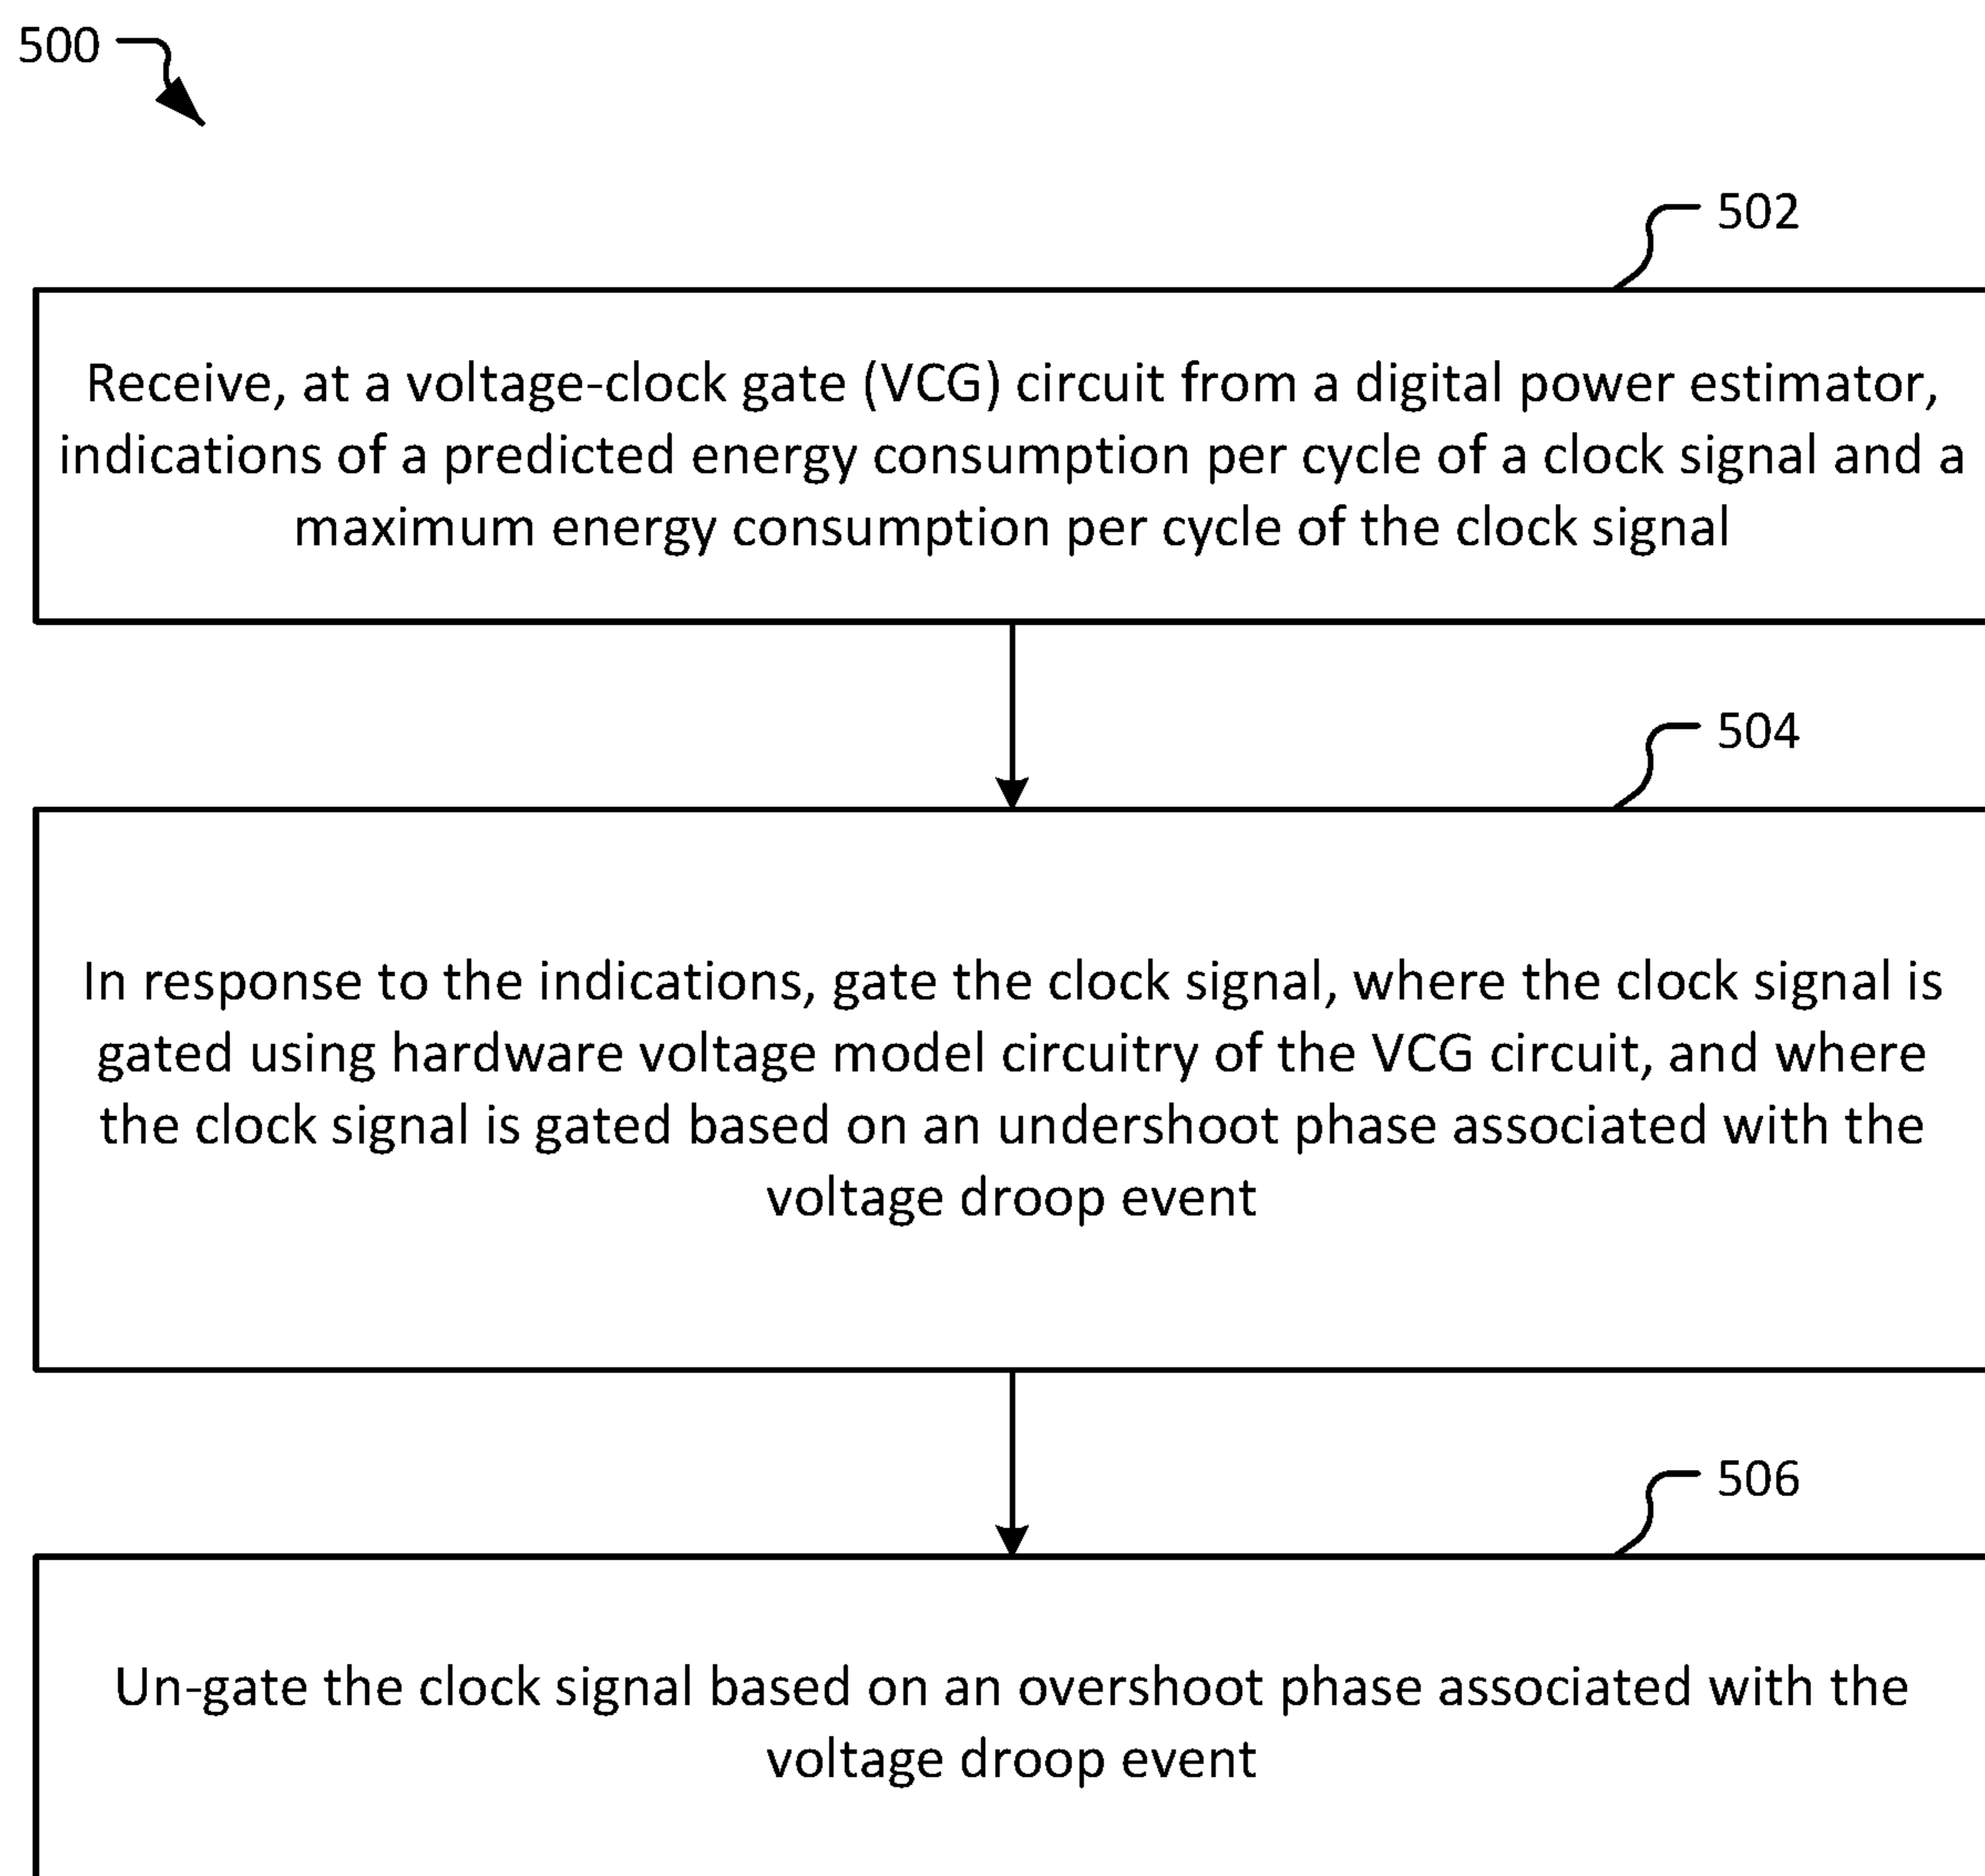 500
502
Receive, at a voltage-clock gate (VCG) circuit from a digital power estimator,
indications of a predicted energy consumption per cycle of a clock signal and a
maximum energy consumption per cycle of the clock signal
504
In response to the indications, gate the clock signal, where the clock signal is
gated using hardware voltage model circuitry of the VCG circuit, and where
the clock signal is gated based on an undershoot phase associated with the
voltage droop event
506
Un-gate the clock signal based on an overshoot phase associated with the
voltage droop event